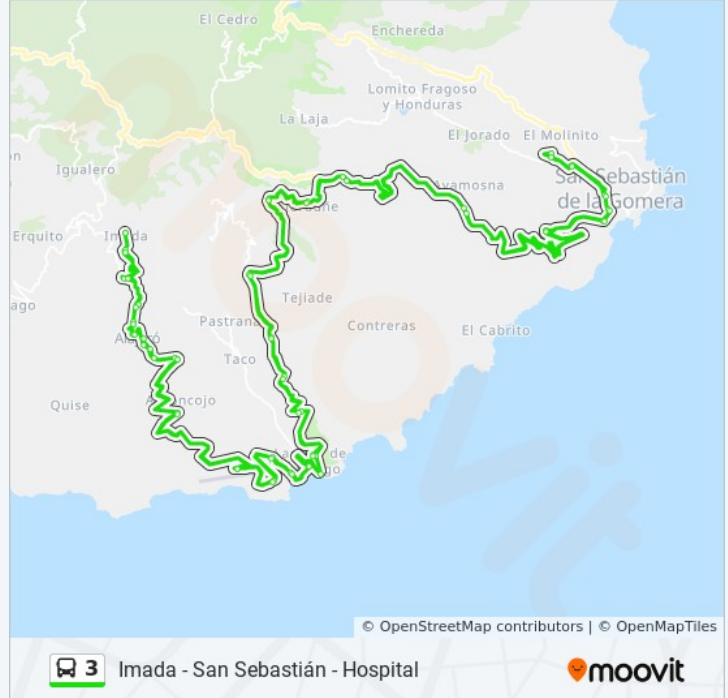 El Cedro
Enchereda
Lomito Fragoso
y Honduras
La Laja
El Jorado
El Molinito
Igualero
San Sebastián
de la Gomera
Ayamosna
Erquito
Imada
Tejiade
Pastrana
Contreras
El Cabrito
Taco
Quise
© OpenStreetMap contributors | © OpenMapTiles
3 Imada - San Sebastián - Hospital
moovit